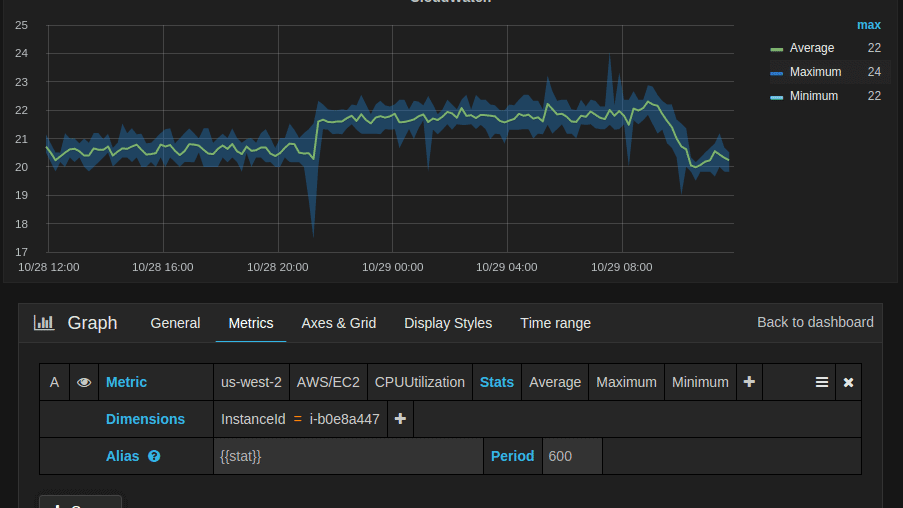 CloudWatch
25
24
23
22
21
20
19
18
17
10/28 12:00 10/28 16:00 10/28 20:00 10/29 00:00 10/29 04:00 10/29 08:00
max
Average 22
Maximum 24
Minimum 22
Graph General Metrics Axes & Grid Display Styles Time range Back to dashboard
A Metric us-west-2 AWS/EC2 CPUUtilization Stats Average Maximum Minimum
Dimensions InstanceId = i-b0e8a447
Alias {{stat}} Period 600